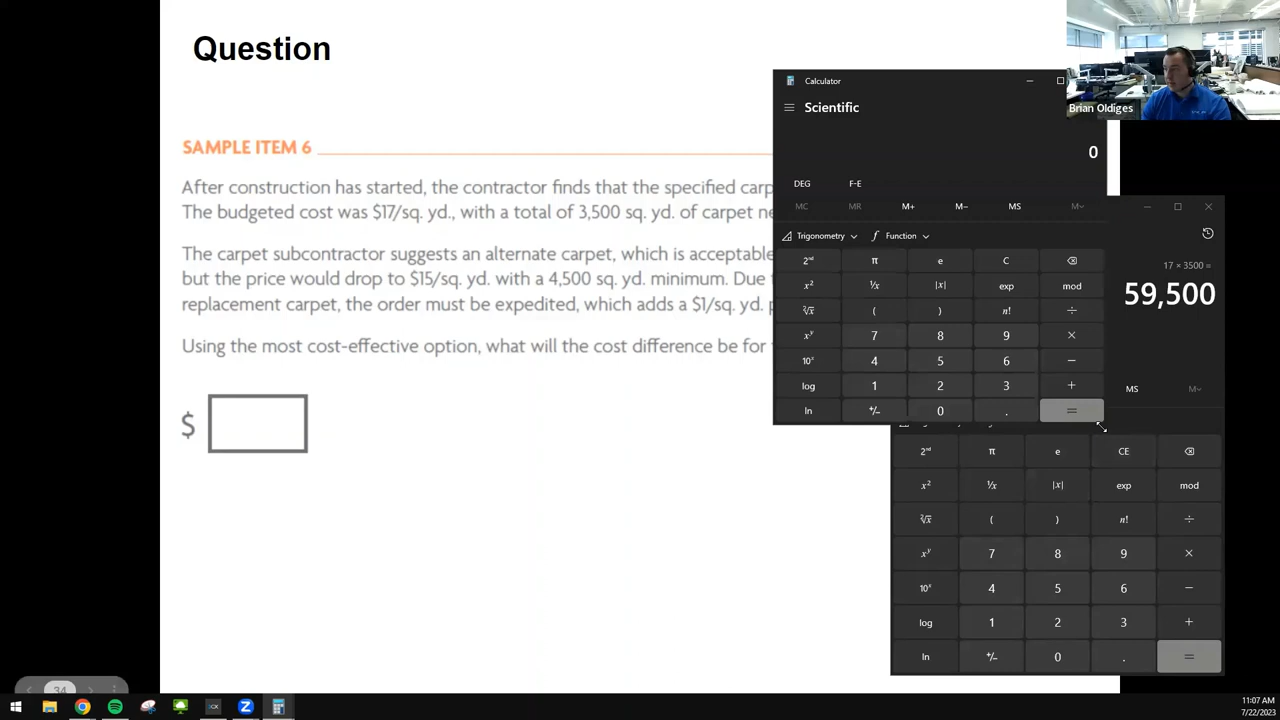 Question
SAMPLE ITEM 6
After construction has started, the contractor finds that the specified carp
The budgeted cost was $17/sq. yd., with a total of 3,500 sq. yd. of carpet ne
The carpet subcontractor suggests an alternate carpet, which is acceptable
but the price would drop to $15/sq. yd. with a 4,500 sq. yd. minimum. Due
replacement carpet, the order must be expedited, which adds a $1/sq. yd. p
Using the most cost-effective option, what will the cost difference be for
$
34
Calculator
Scientific
0
DEG F-E
MC MR M+ M− MS M˅
Trigonometry Function
2ⁿᵈ π e C
x² ¹⁄x |x| exp mod
²√x ( ) n! ÷
xʸ 7 8 9 ×
10ˣ 4 5 6 −
log 1 2 3 +
ln +/− 0 . =
Brian Oldiges
17 × 3500 =
59,500
MS M˅
2ⁿᵈ π e CE
x² ¹⁄x |x| exp mod
²√x ( ) n! ÷
xʸ 7 8 9 ×
10ˣ 4 5 6 −
log 1 2 3 +
ln +/− 0 . =
11:07 AM
7/22/2023